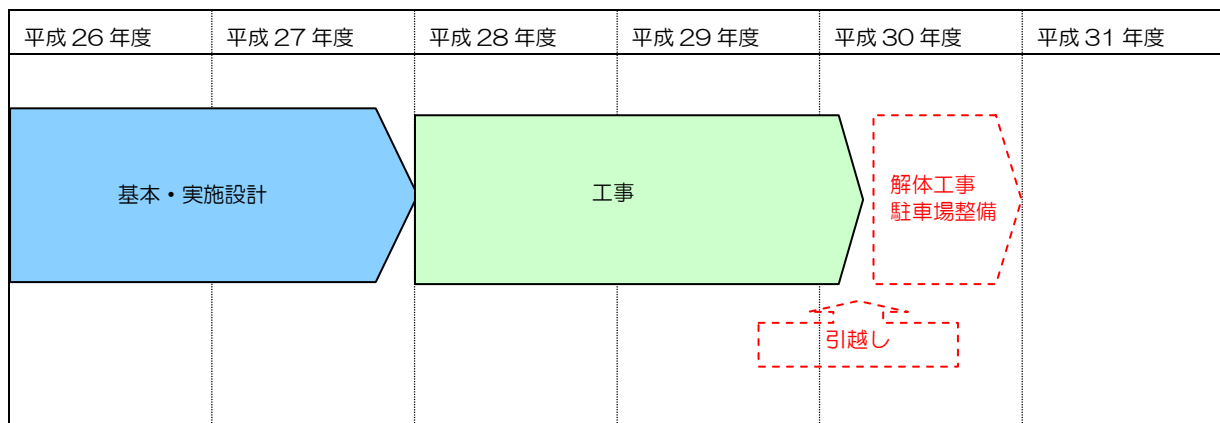 平成26年度 平成27年度 平成28年度 平成29年度 平成30年度 平成31年度
基本・実施設計
工事
解体工事
駐車場整備
引越し